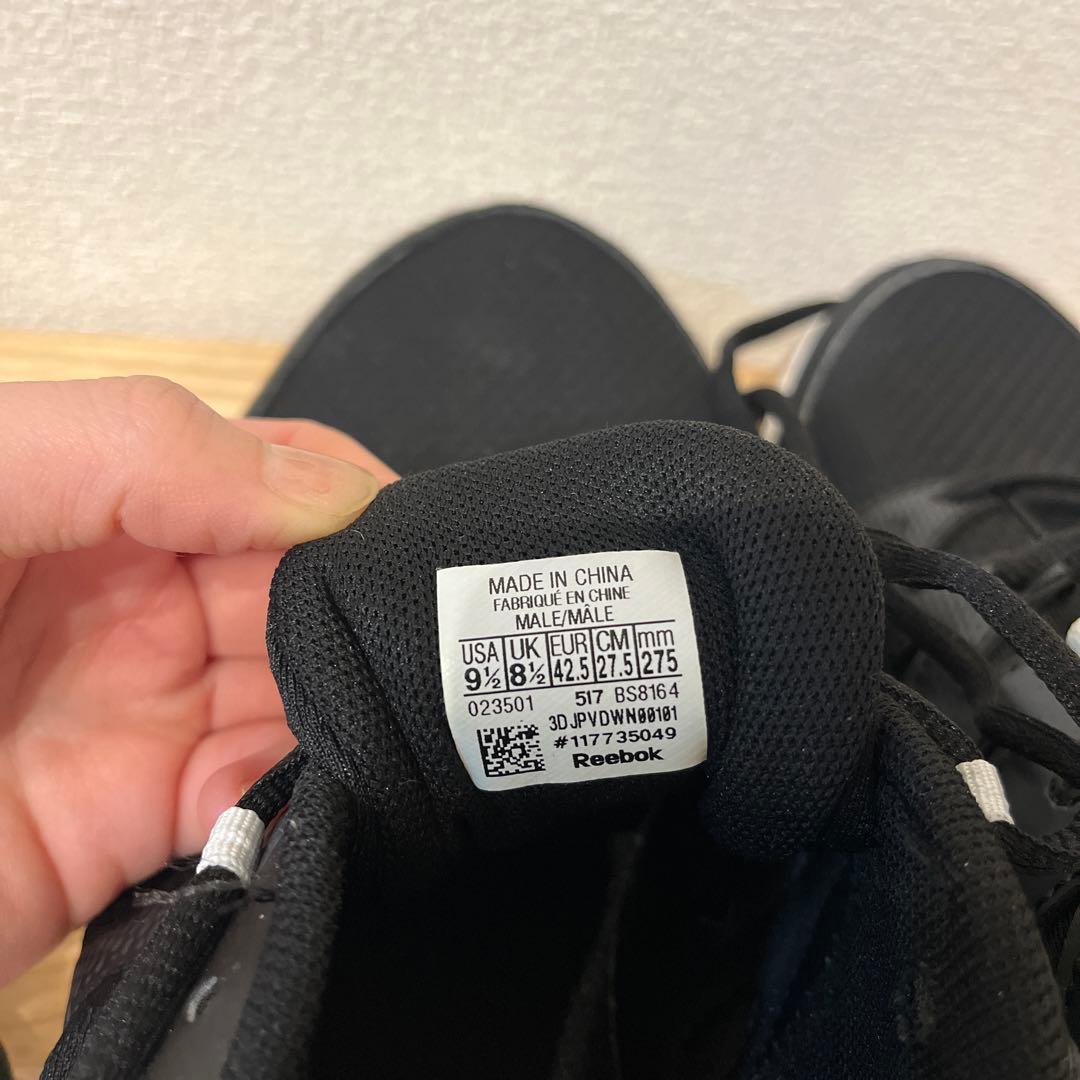 MADE IN CHINA
FABRIQUÉ EN CHINE
MALE/MÂLE
USA UK EUR CM mm
9½ 8½ 42.5 27.5 275
023501 517 BS8164
3DJPVDWN00101
#117735049
Reebok